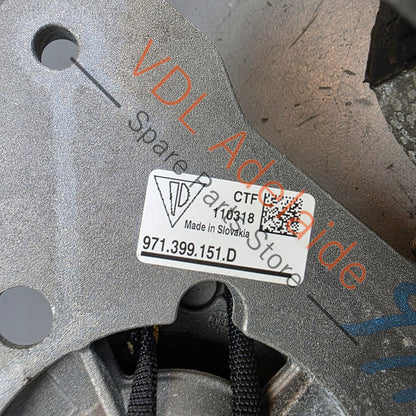 VDL Adelaide
Spare Parts Store
CTF
110318
Made in Slovakia
971.399.151.D